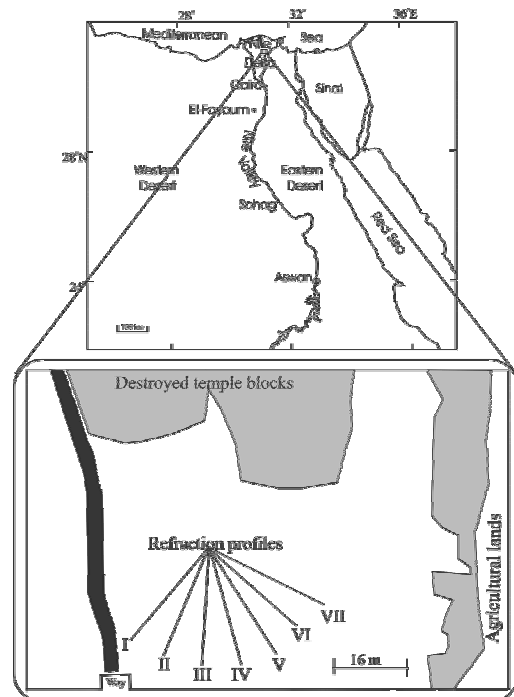 28° 32 36°E
Mediterranean Sea
Nile
Delta
Cairo
Sinai
El-Fayoum
28°N
Western
Desert
Eastern
Desert
Sohag
Red Sea
Aswan
24°
Destroyed temple blocks
Refraction profiles
Agricultural lands
I
II
III
IV
V
VI
VII
16 m
Way